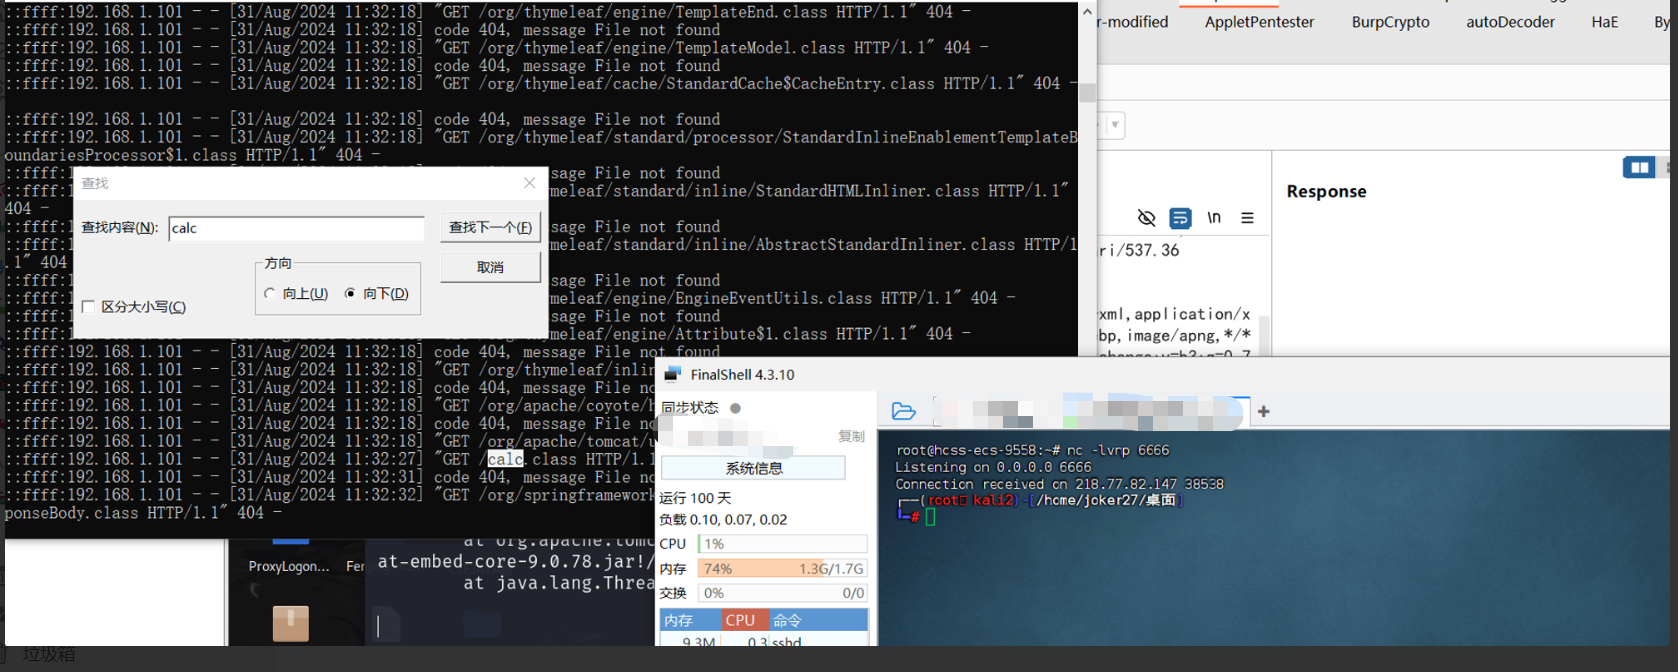 ::ffff:192.168.1.101 - - [31/Aug/2024 11:32:18] "GET /org/thymeleaf/engine/TemplateEnd.class HTTP/1.1" 404 -
::ffff:192.168.1.101 - - [31/Aug/2024 11:32:18] code 404, message File not found
::ffff:192.168.1.101 - - [31/Aug/2024 11:32:18] "GET /org/thymeleaf/engine/TemplateModel.class HTTP/1.1" 404 -
::ffff:192.168.1.101 - - [31/Aug/2024 11:32:18] code 404, message File not found
::ffff:192.168.1.101 - - [31/Aug/2024 11:32:18] "GET /org/thymeleaf/cache/StandardCache$CacheEntry.class HTTP/1.1" 404 -
::ffff:192.168.1.101 - - [31/Aug/2024 11:32:18] code 404, message File not found
::ffff:192.168.1.101 - - [31/Aug/2024 11:32:18] "GET /org/thymeleaf/standard/processor/StandardInlineEnablementTemplateB
oundariesProcessor$1.class HTTP/1.1" 404 -
::ffff:1
sage File not found
::ffff:1
meleaf/standard/inline/StandardHTMLInliner.class HTTP/1.1"
404 -
::ffff:1
sage File not found
::ffff:1
meleaf/standard/inline/AbstractStandardInliner.class HTTP/1
.1" 404
::ffff:1
message File not found
::ffff:1
ymeleaf/engine/EngineEventUtils.class HTTP/1.1" 404 -
::ffff:1
message File not found
::ffff:1
ymeleaf/engine/Attribute$1.class HTTP/1.1" 404 -
::ffff:192.168.1.101 - - [31/Aug/2024 11:32:18] code 404, message File not found
::ffff:192.168.1.101 - - [31/Aug/2024 11:32:18] "GET /org/thymeleaf/inlin
::ffff:192.168.1.101 - - [31/Aug/2024 11:32:18] code 404, message File no
::ffff:192.168.1.101 - - [31/Aug/2024 11:32:18] "GET /org/apache/coyote/h
::ffff:192.168.1.101 - - [31/Aug/2024 11:32:18] code 404, message File no
::ffff:192.168.1.101 - - [31/Aug/2024 11:32:18] "GET /org/apache/tomcat/u
::ffff:192.168.1.101 - - [31/Aug/2024 11:32:27] "GET /calc.class HTTP/1.1
::ffff:192.168.1.101 - - [31/Aug/2024 11:32:31] code 404, message File no
::ffff:192.168.1.101 - - [31/Aug/2024 11:32:32] "GET /org/springframework
ponseBody.class HTTP/1.1" 404 -
查找
查找内容(N):
calc
查找下一个(F)
取消
方向
向上(U)
向下(D)
区分大小写(C)
r-modified
AppletPentester
BurpCrypto
autoDecoder
HaE
By
Response
\n
ri/537.36
xml,application/x
bp,image/apng,*/*
FinalShell 4.3.10
同步状态
复制
系统信息
运行 100 天
负载 0.10, 0.07, 0.02
CPU 1%
内存 74% 1.3G/1.7G
交换 0% 0/0
内存 CPU 命令
9.3M 0.3 sshd
root@hcss-ecs-9558:~# nc -lvrp 6666
Listening on 0.0.0.0 6666
Connection received on 218.77.82.147 38538
┌──(root kali2)-[/home/joker27/桌面]
└─#
at org.apache.tomc
at-embed-core-9.0.78.jar!/
at java.lang.Threa
ProxyLogon...
Fer
垃圾箱